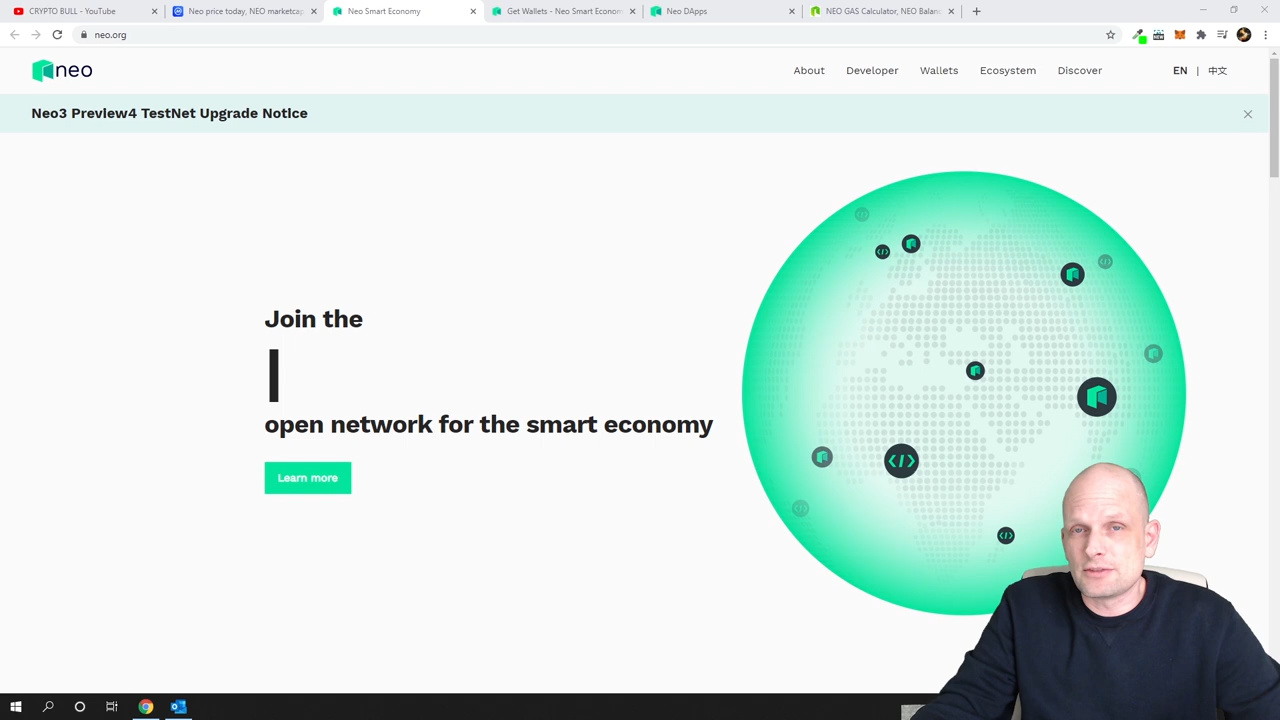 CRYPTO BULL - YouTube
Neo price today, NEO marketcap
Neo Smart Economy
Get Wallets - Neo Smart Econom
Neo DApps
NEO GAS Calculator, NEO Balanc
neo.org
neo
About
Developer
Wallets
Ecosystem
Discover
EN | 中文
Neo3 Preview4 TestNet Upgrade Notice
Join the
open network for the smart economy
Learn more